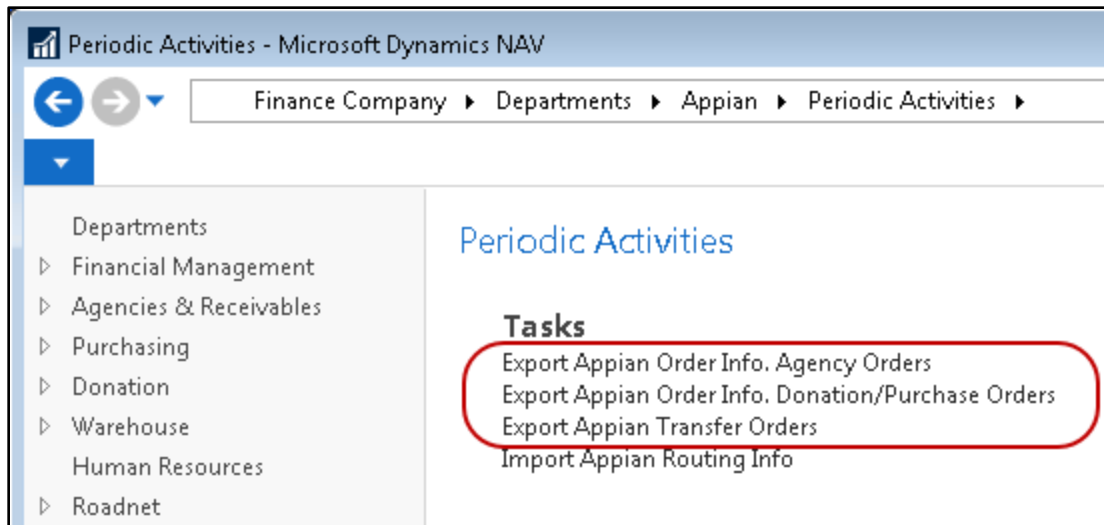 Periodic Activities - Microsoft Dynamics NAV
Finance Company ▸ Departments ▸ Appian ▸ Periodic Activities ▸
Departments
Financial Management
Agencies & Receivables
Purchasing
Donation
Warehouse
Human Resources
Roadnet
Periodic Activities
Tasks
Export Appian Order Info. Agency Orders
Export Appian Order Info. Donation/Purchase Orders
Export Appian Transfer Orders
Import Appian Routing Info